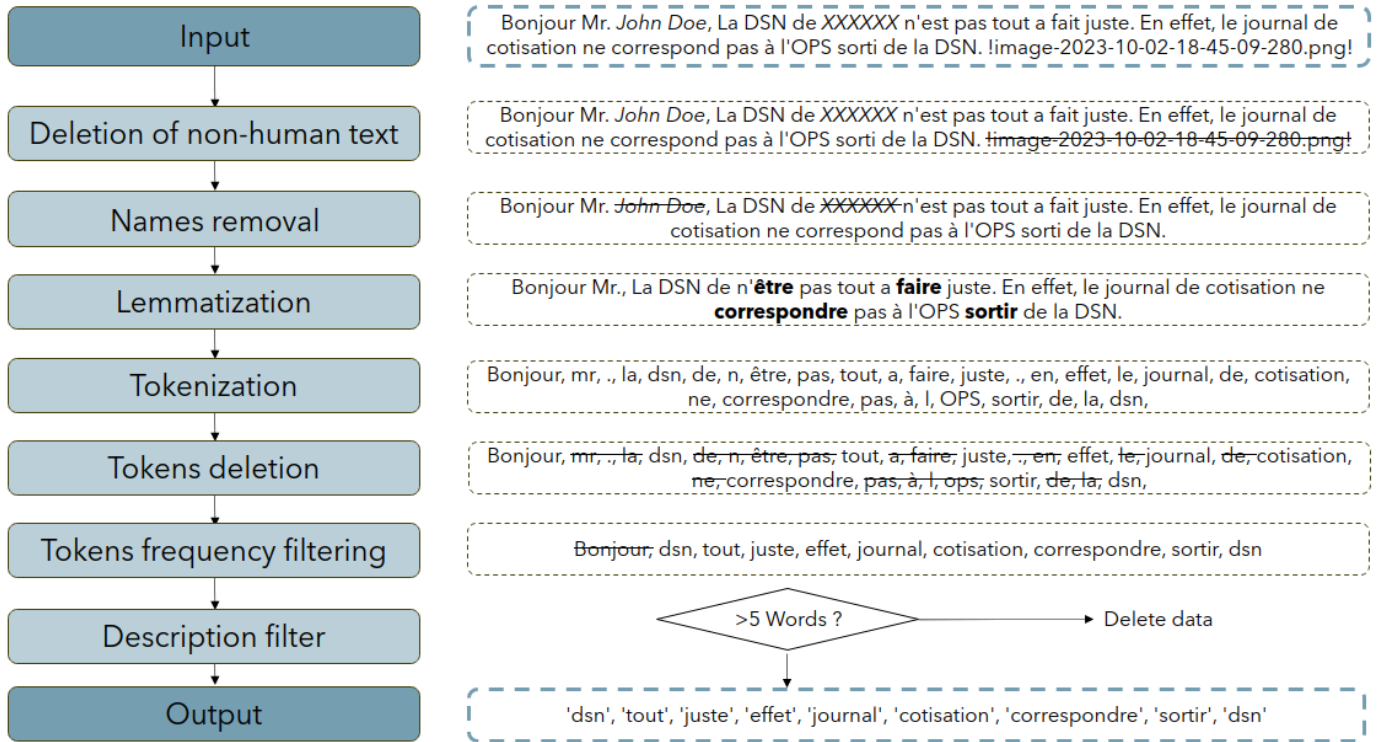 Input
Bonjour Mr. John Doe, La DSN de XXXXXX n'est pas tout a fait juste. En effet, le journal de
cotisation ne correspond pas à l'OPS sorti de la DSN. !image-2023-10-02-18-45-09-280.png!
Deletion of non-human text
Bonjour Mr. John Doe, La DSN de XXXXXX n'est pas tout a fait juste. En effet, le journal de
cotisation ne correspond pas à l'OPS sorti de la DSN. !image-2023-10-02-18-45-09-280.png!
Names removal
Bonjour Mr. John Doe, La DSN de XXXXXX n'est pas tout a fait juste. En effet, le journal de
cotisation ne correspond pas à l'OPS sorti de la DSN.
Lemmatization
Bonjour Mr., La DSN de n'être pas tout a faire juste. En effet, le journal de cotisation ne
correspondre pas à l'OPS sortir de la DSN.
Tokenization
Bonjour, mr, ., la, dsn, de, n, être, pas, tout, a, faire, juste, ., en, effet, le, journal, de, cotisation,
ne, correspondre, pas, à, l, OPS, sortir, de, la, dsn,
Tokens deletion
Bonjour, mr, ., la, dsn, de, n, être, pas, tout, a, faire, juste, ., en, effet, le, journal, de, cotisation,
ne, correspondre, pas, à, l, ops, sortir, de, la, dsn,
Tokens frequency filtering
Bonjour, dsn, tout, juste, effet, journal, cotisation, correspondre, sortir, dsn
Description filter
>5 Words ?
Delete data
Output
'dsn', 'tout', 'juste', 'effet', 'journal', 'cotisation', 'correspondre', 'sortir', 'dsn'